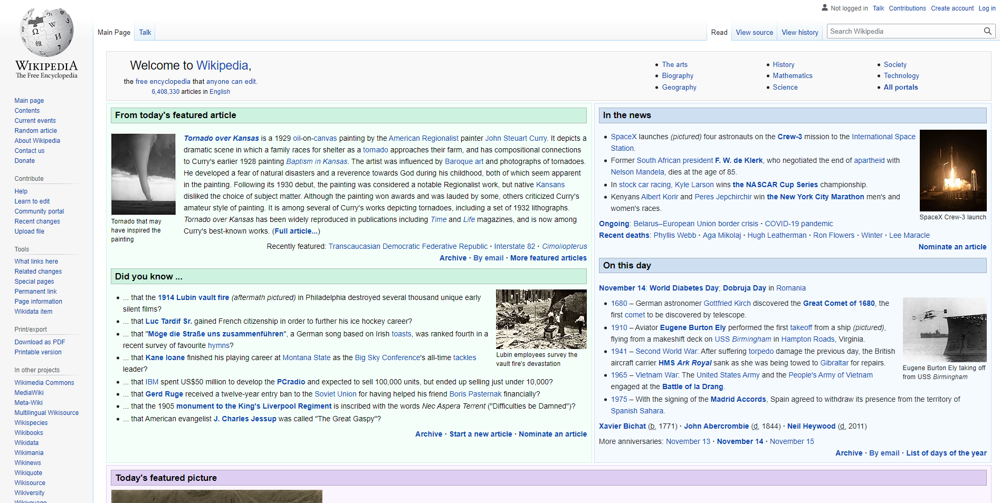 WIKIPEDIA
The Free Encyclopedia
Main page
Contents
Current events
Random article
About Wikipedia
Contact us
Donate
Contribute
Help
Learn to edit
Community portal
Recent changes
Upload file
Tools
What links here
Related changes
Special pages
Permanent link
Page information
Wikidata item
Print/export
Download as PDF
Printable version
In other projects
Wikimedia Commons
MediaWiki
Meta-Wiki
Multilingual Wikisource
Wikispecies
Wikibooks
Wikidata
Wikimania
Wikinews
Wikiquote
Wikisource
Wikiversity
Wikivoyage
Not logged in Talk Contributions Create account Log in
Main Page Talk
Read View source View history Search Wikipedia
Welcome to Wikipedia,
the free encyclopedia that anyone can edit.
6,408,330 articles in English
The arts
Biography
Geography
History
Mathematics
Science
Society
Technology
All portals
From today's featured article
Tornado that may
have inspired the
painting
Tornado over Kansas is a 1929 oil-on-canvas painting by the American Regionalist painter John Steuart Curry. It depicts a
dramatic scene in which a family races for shelter as a tornado approaches their farm, and has compositional connections
to Curry's earlier 1928 painting Baptism in Kansas. The artist was influenced by Baroque art and photographs of tornadoes.
He developed a fear of natural disasters and a reverence towards God during his childhood, both of which seem apparent
in the painting. Following its 1930 debut, the painting was considered a notable Regionalist work, but native Kansans
disliked the choice of subject matter. Although the painting won awards and was lauded by some, others criticized Curry's
amateur style of painting. It is among several of Curry's works depicting tornadoes, including a set of 1932 lithographs.
Tornado over Kansas has been widely reproduced in publications including Time and Life magazines, and is now among
Curry's best-known works. (Full article...)
Recently featured: Transcaucasian Democratic Federative Republic · Interstate 82 · Cimoliopterus
Archive · By email · More featured articles
Did you know ...
... that the 1914 Lubin vault fire (aftermath pictured) in Philadelphia destroyed several thousand unique early
silent films?
... that Luc Tardif Sr. gained French citizenship in order to further his ice hockey career?
... that "Möge die Straße uns zusammenführen", a German song based on Irish toasts, was ranked fourth in a
recent survey of favourite hymns?
... that Kane Ioane finished his playing career at Montana State as the Big Sky Conference's all-time tackles
leader?
... that IBM spent US$50 million to develop the PCradio and expected to sell 100,000 units, but ended up selling just under 10,000?
... that Gerd Ruge received a twelve-year entry ban to the Soviet Union for having helped his friend Boris Pasternak financially?
... that the 1905 monument to the King's Liverpool Regiment is inscribed with the words Nec Aspera Terrent ("Difficulties be Damned")?
... that American evangelist J. Charles Jessup was called "The Great Gaspy"?
Lubin employees survey the
vault fire's devastation
Archive · Start a new article · Nominate an article
In the news
SpaceX launches (pictured) four astronauts on the Crew-3 mission to the International Space
Station.
Former South African president F. W. de Klerk, who negotiated the end of apartheid with
Nelson Mandela, dies at the age of 85.
In stock car racing, Kyle Larson wins the NASCAR Cup Series championship.
Kenyans Albert Korir and Peres Jepchirchir win the New York City Marathon men's and
women's races.
SpaceX Crew-3 launch
Ongoing: Belarus–European Union border crisis · COVID-19 pandemic
Recent deaths: Phyllis Webb · Aga Mikolaj · Hugh Leatherman · Ron Flowers · Winter · Lee Maracle
Nominate an article
On this day
November 14: World Diabetes Day; Dobruja Day in Romania
1680 – German astronomer Gottfried Kirch discovered the Great Comet of 1680, the
first comet to be discovered by telescope.
1910 – Aviator Eugene Burton Ely performed the first takeoff from a ship (pictured),
flying from a makeshift deck on USS Birmingham in Hampton Roads, Virginia.
1941 – Second World War: After suffering torpedo damage the previous day, the British
aircraft carrier HMS Ark Royal sank as she was being towed to Gibraltar for repairs.
1965 – Vietnam War: The United States Army and the People's Army of Vietnam
engaged at the Battle of Ia Drang.
1975 – With the signing of the Madrid Accords, Spain agreed to withdraw its presence from the territory of
Spanish Sahara.
Eugene Burton Ely taking off
from USS Birmingham
Xavier Bichat (b. 1771) · John Abercrombie (d. 1844) · Neil Heywood (d. 2011)
More anniversaries: November 13 · November 14 · November 15
Archive · By email · List of days of the year
Today's featured picture